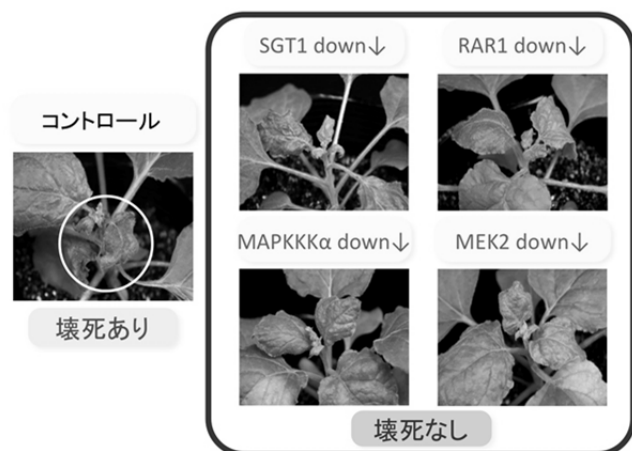 コントロール
壊死あり
SGT1 down↓
RAR1 down↓
MAPKKKα down↓
MEK2 down↓
壊死なし